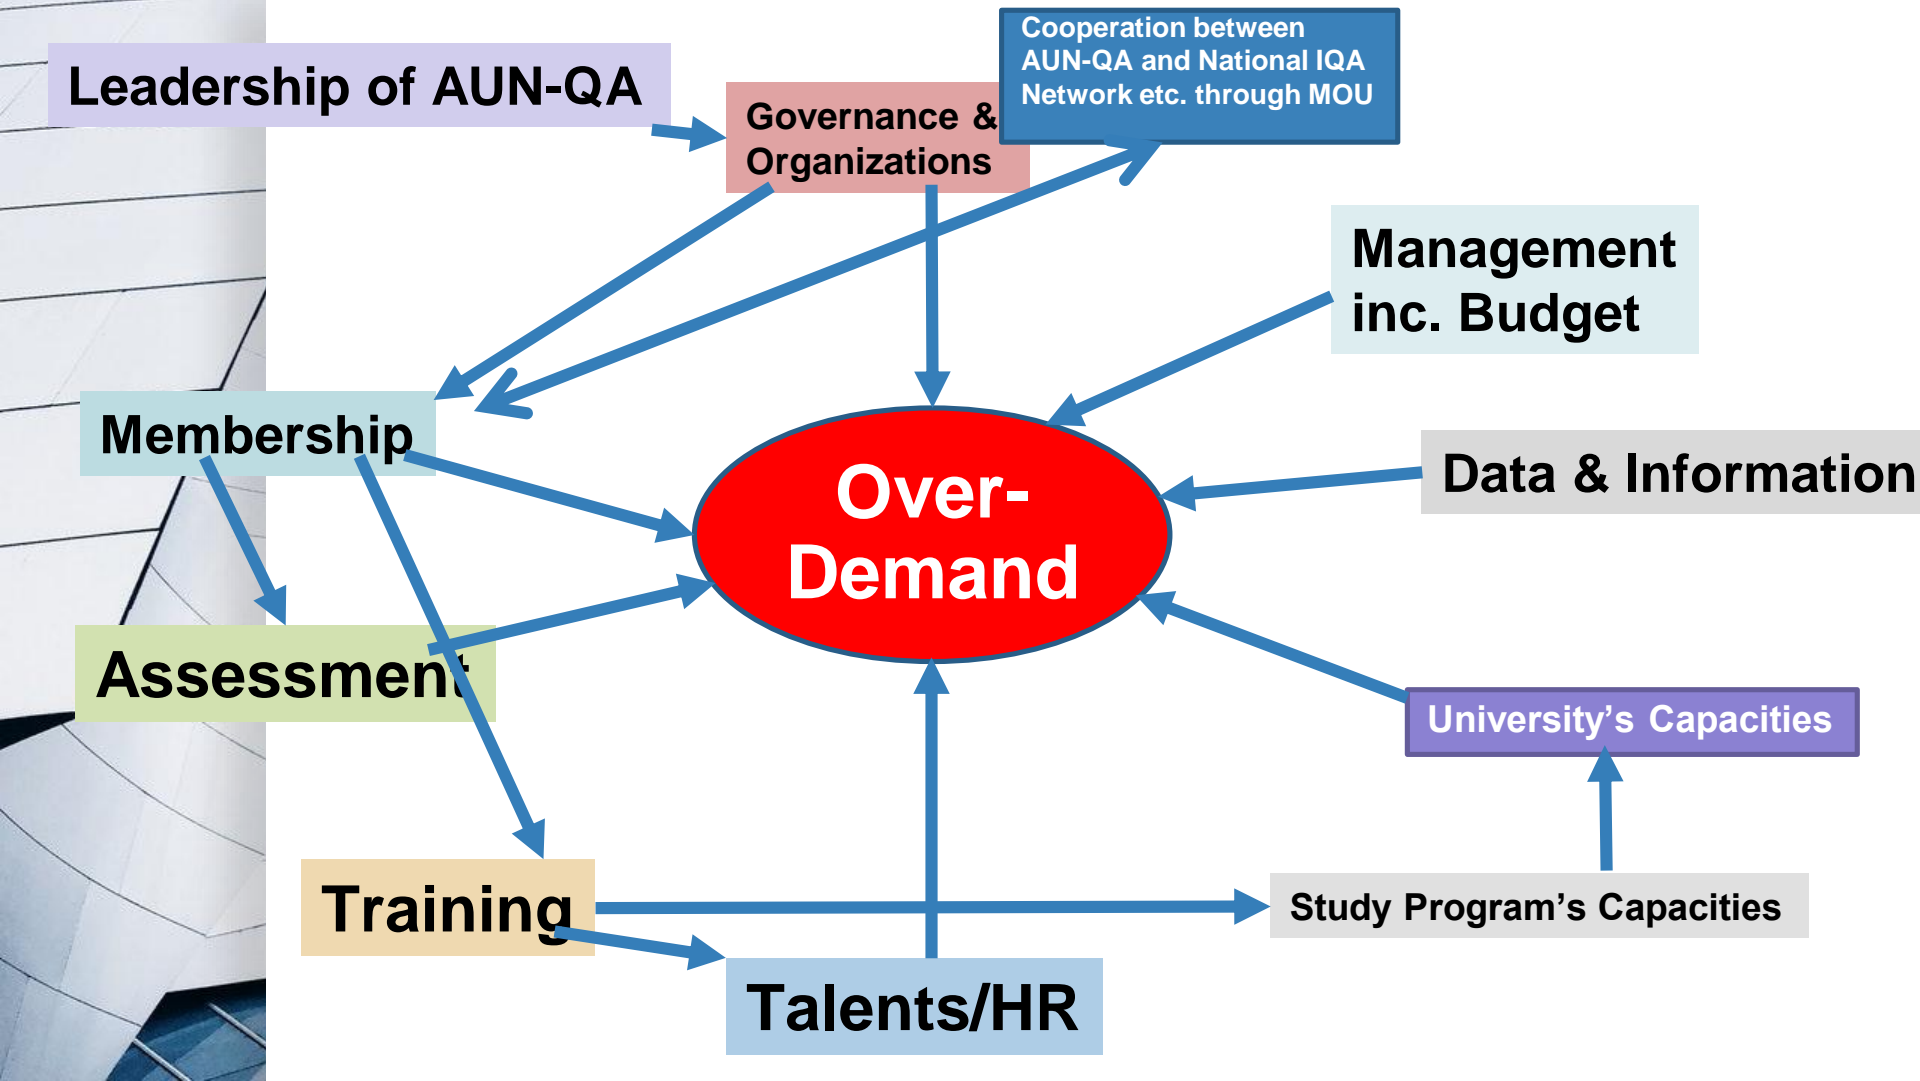 Leadership of AUN-QA
Governance &
Organizations
Cooperation between
AUN-QA and National IQA
Network etc. through MOU
Management
inc. Budget
Membership
Over-
Demand
Data & Information
Assessment
University’s Capacities
Training
Study Program’s Capacities
Talents/HR